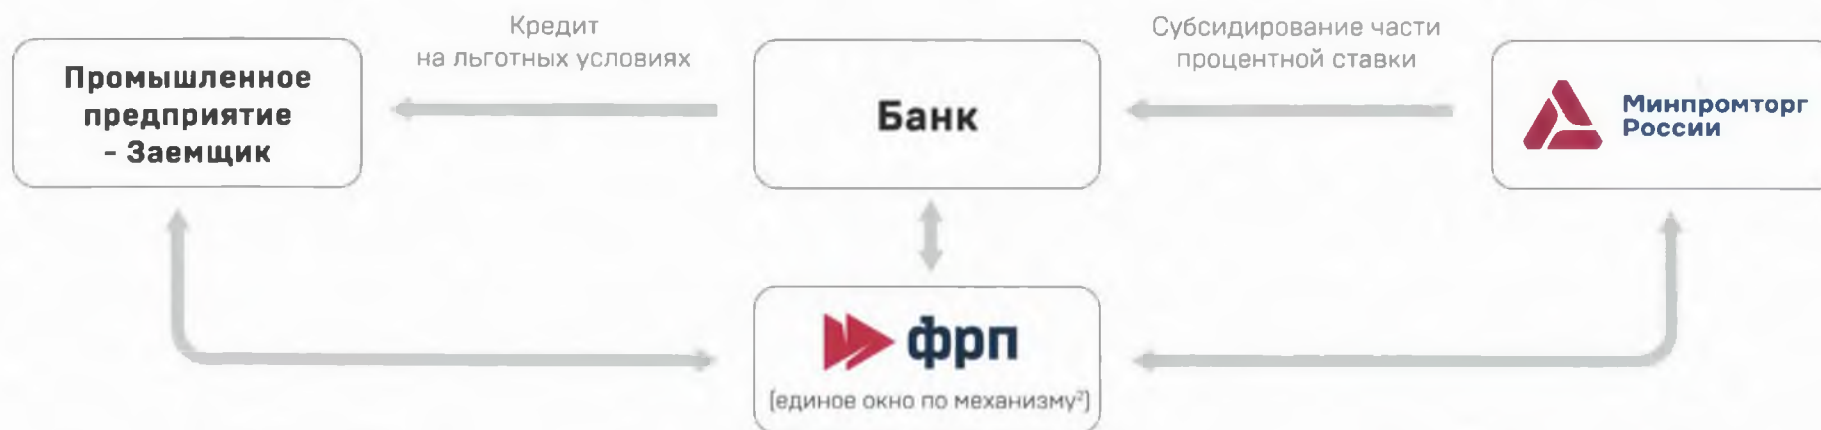 Кредит
на льготных условиях
Субсидирование части
процентной ставки
Промышленное
предприятие
- Заемщик
Банк
Минпромторг
России
фрп
(единое окно по механизму²)